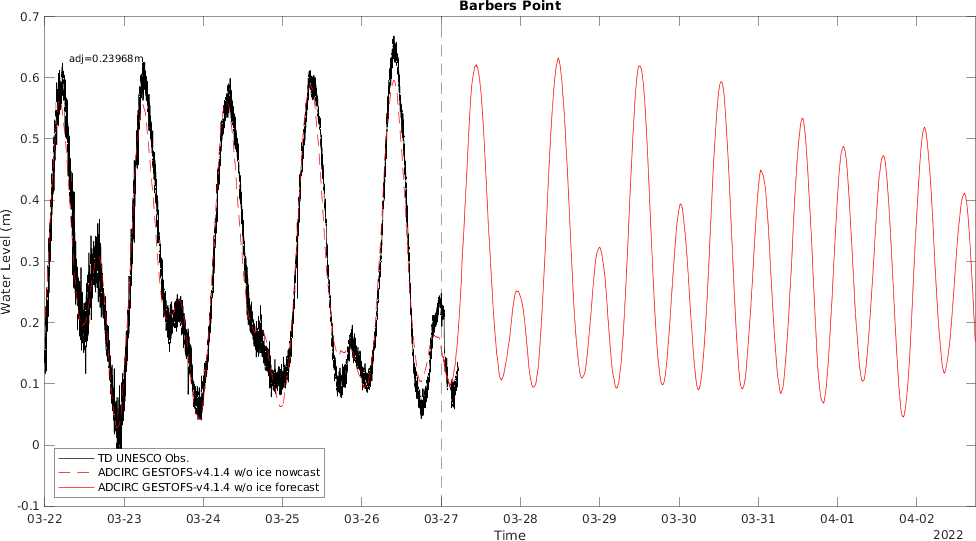 Barbers Point
0.7
adj=0.23968m
0.6
0.5
0.4
0.3
0.2
0.1
0
-0.1
Water Level (m)
TD UNESCO Obs.
ADCIRC GESTOFS-v4.1.4 w/o ice nowcast
ADCIRC GESTOFS-v4.1.4 w/o ice forecast
03-22 03-23 03-24 03-25 03-26 03-27 03-28 03-29 03-30 03-31 04-01 04-02
Time
2022